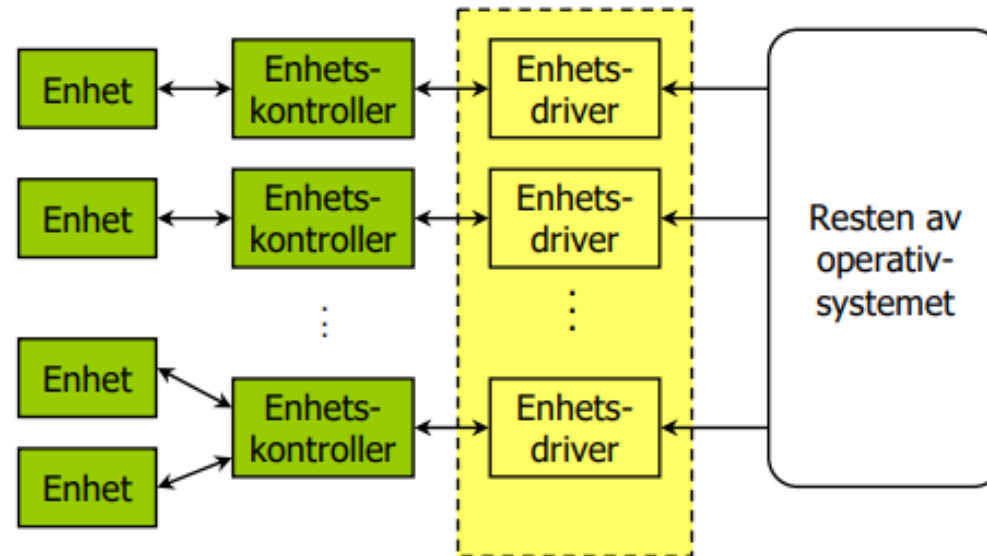 Enhet
Enhets-
kontroller
Enhets-
driver
Enhet
Enhets-
kontroller
Enhets-
driver
Resten av
operativ-
systemet
Enhet
Enhet
Enhets-
kontroller
Enhets-
driver